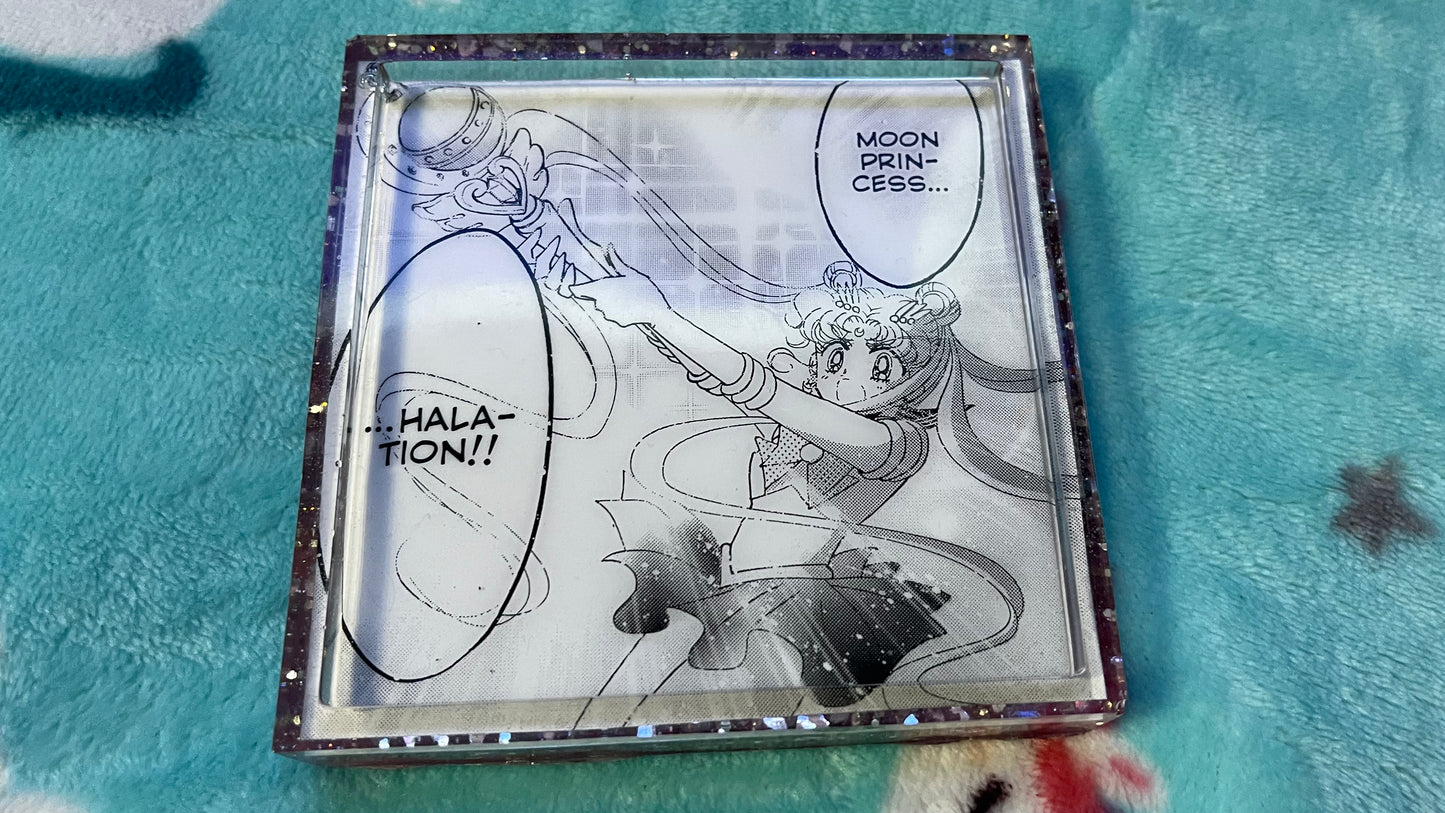 MOON
PRIN-
CESS...
...HALA-
TION!!